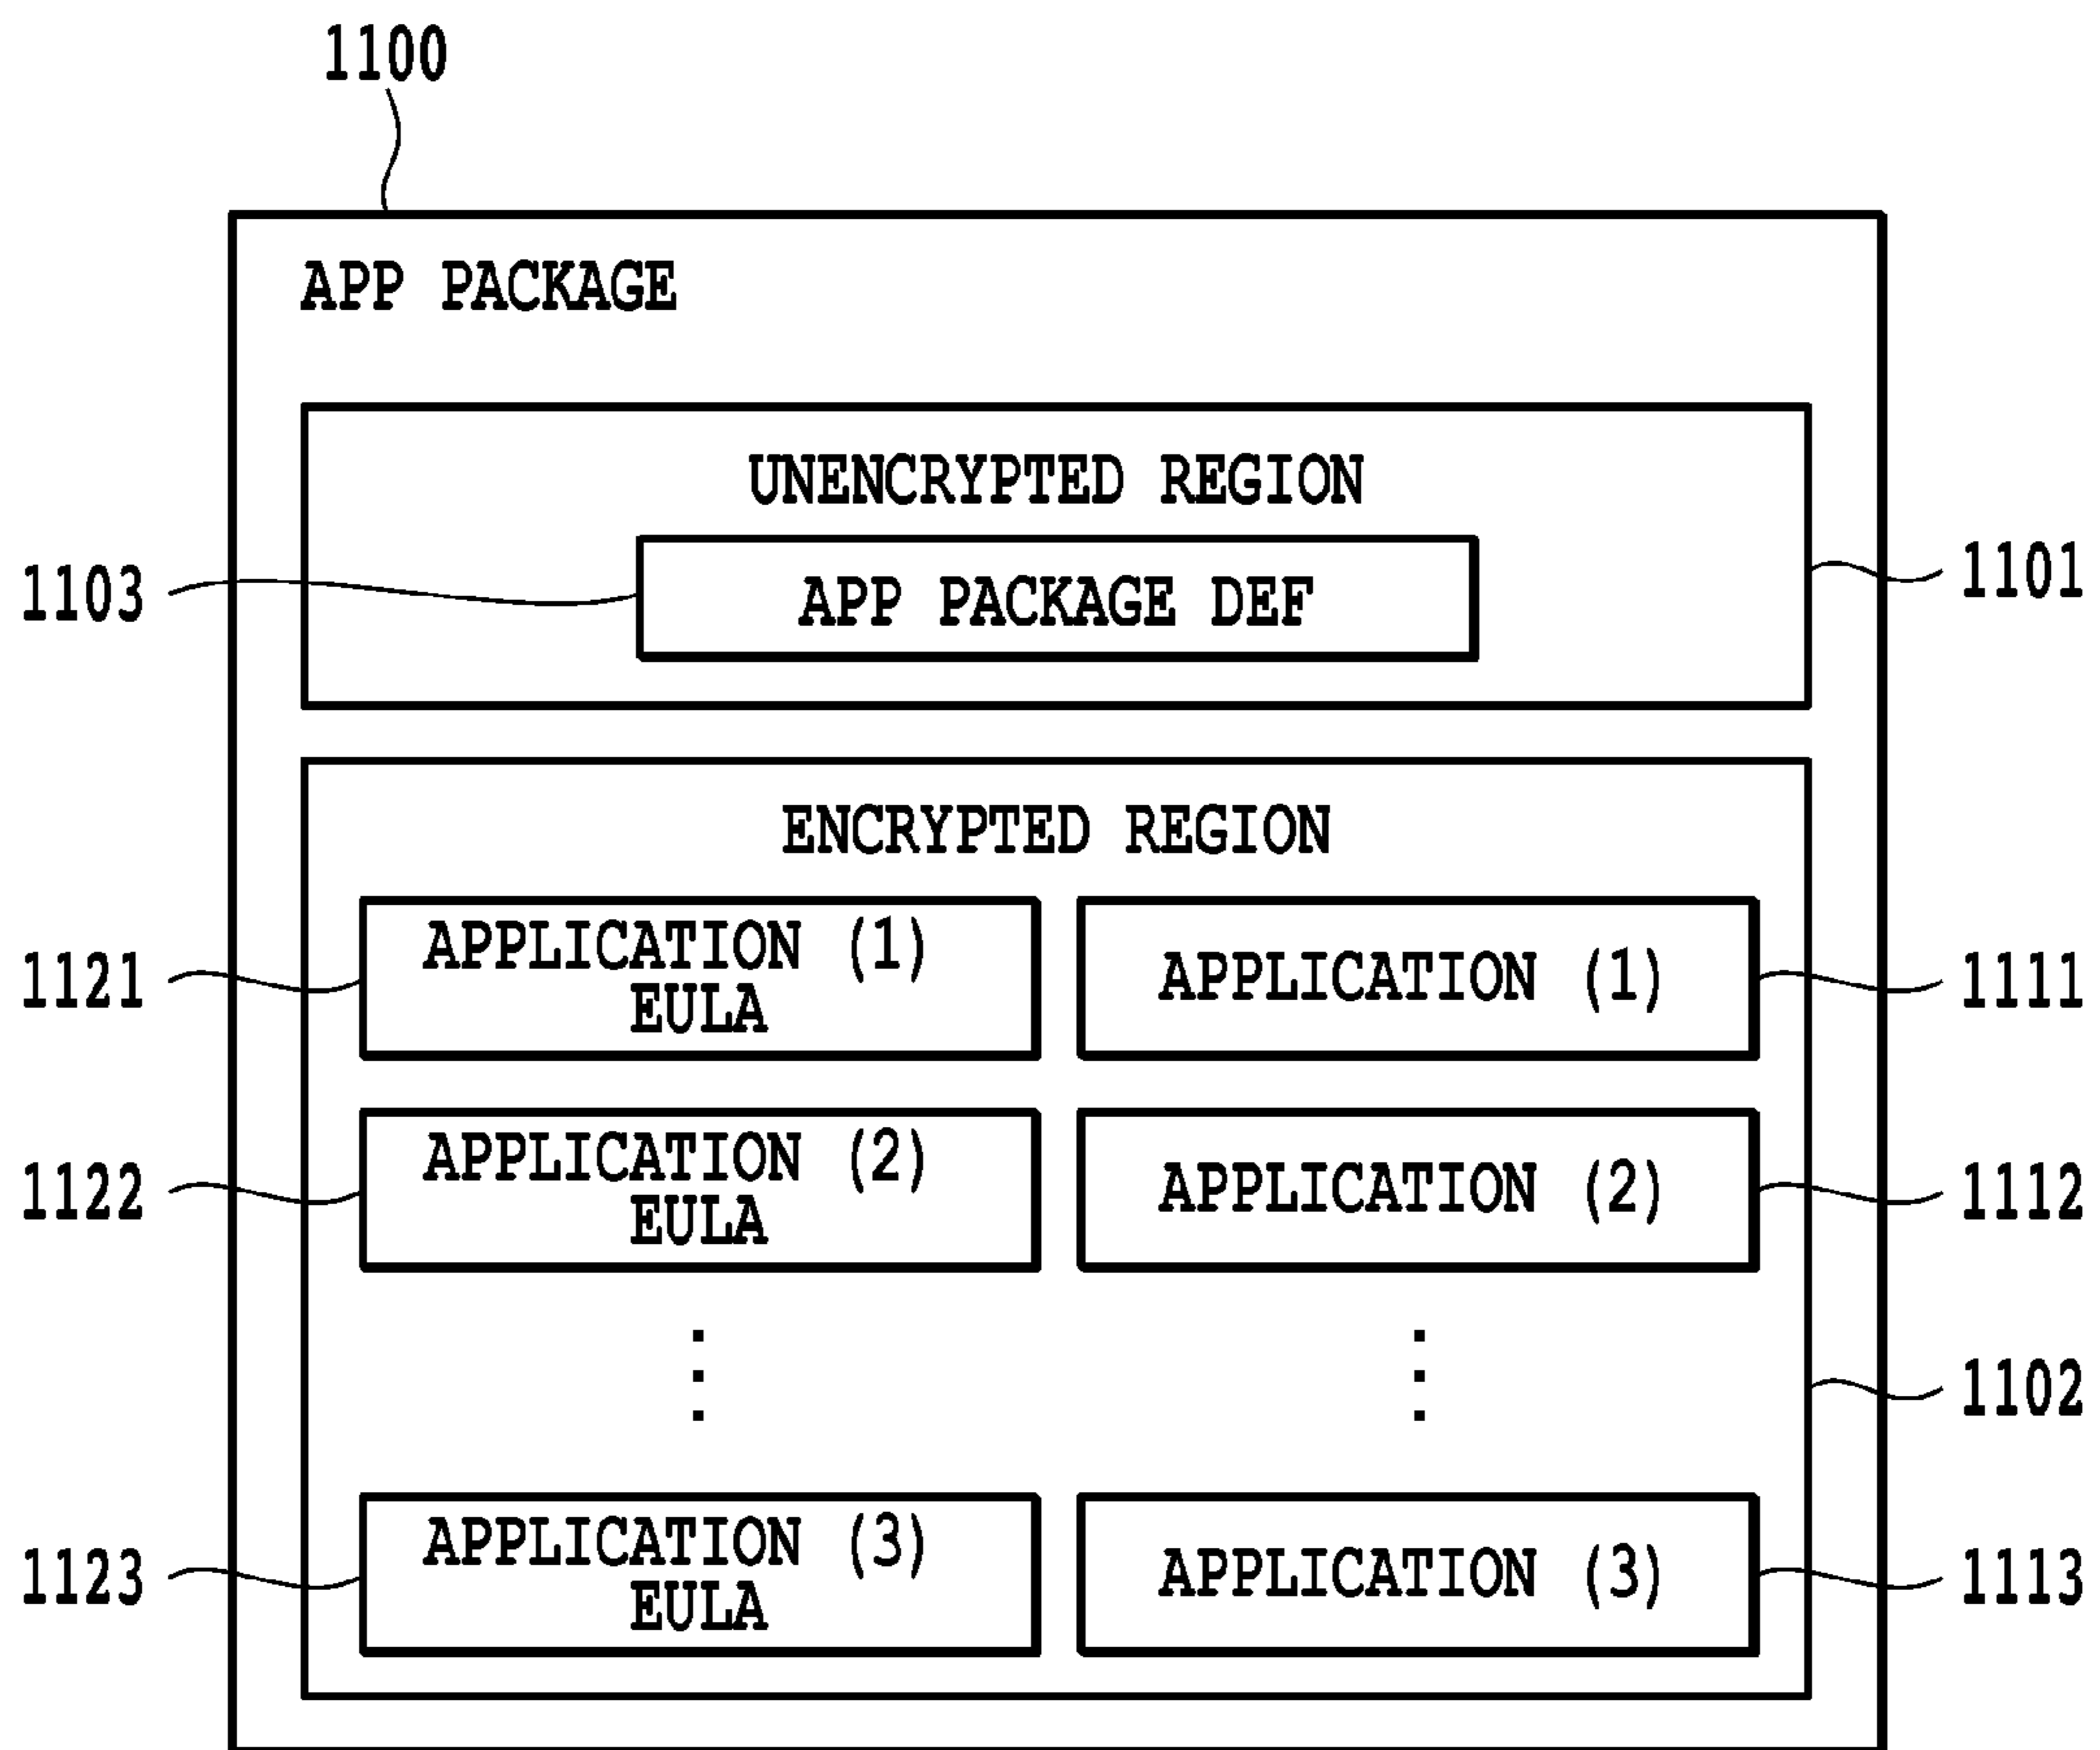 1100
APP PACKAGE
UNENCRYPTED REGION
1103
APP PACKAGE DEF
1101
ENCRYPTED REGION
1121
APPLICATION (1)
EULA
APPLICATION (1)
1111
1122
APPLICATION (2)
EULA
APPLICATION (2)
1112
1102
1123
APPLICATION (3)
EULA
APPLICATION (3)
1113